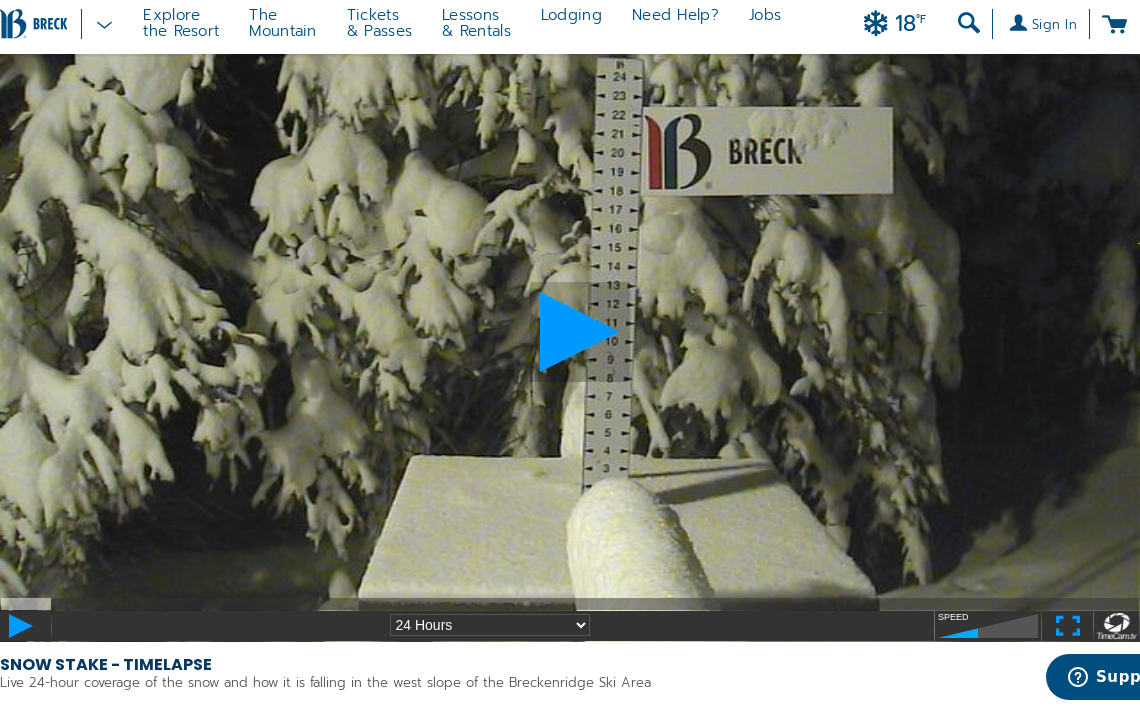 BRECK
Explore
the Resort
The
Mountain
Tickets
& Passes
Lessons
& Rentals
Lodging
Need Help?
Jobs
18°F
Sign In
24
23
22
21
20
19
18
17
16
15
14
13
12
11
10
9
8
7
6
5
4
3
BRECK
®
24 Hours
SPEED
TimeCam.tv
SNOW STAKE - TIMELAPSE
Live 24-hour coverage of the snow and how it is falling in the west slope of the Breckenridge Ski Area
Supp